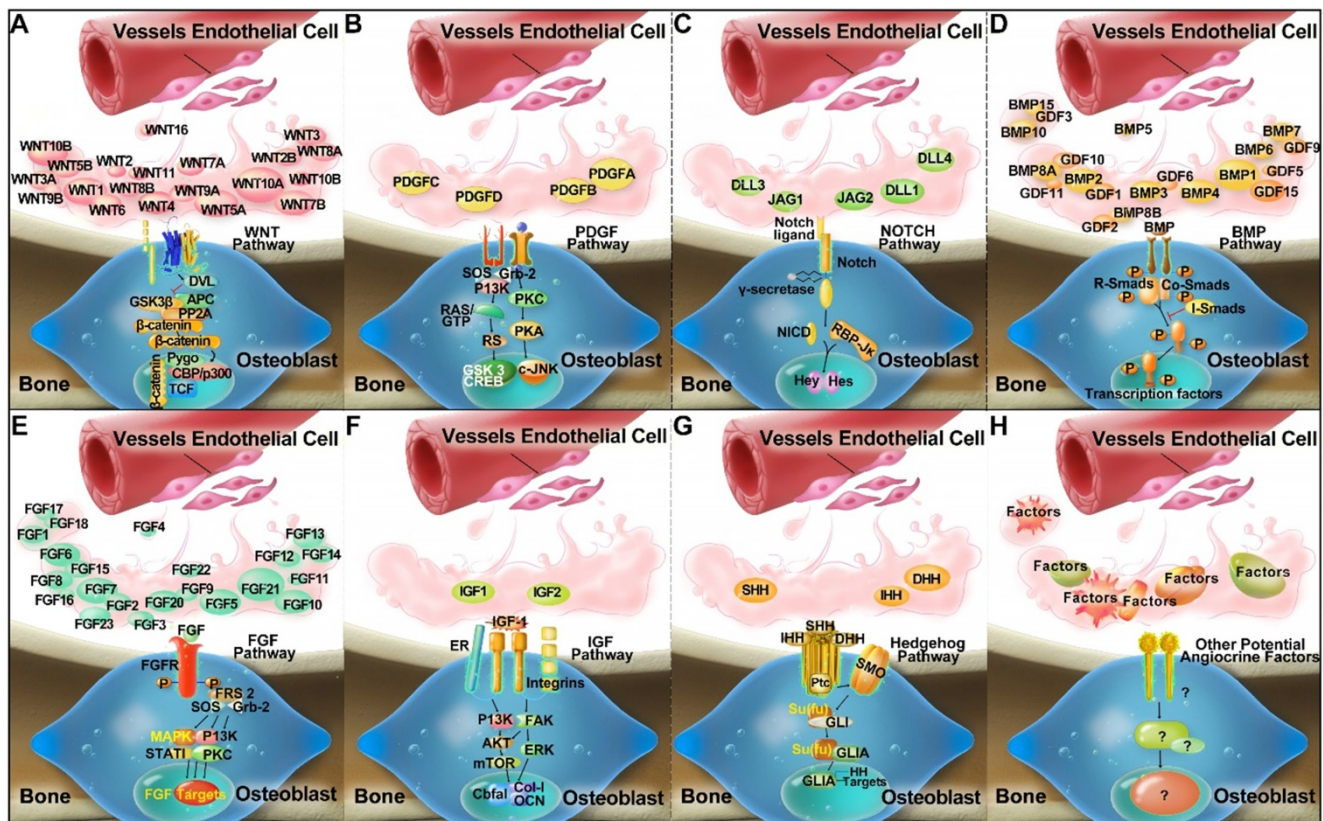 A
Vessels Endothelial Cell
WNT16
WNT3
WNT10B
WNT2
WNT7A
WNT2B
WNT8A
WNT5B
WNT11
WNT3A
WNT1
WNT8B
WNT9A
WNT10A
WNT10B
WNT9B
WNT6
WNT4
WNT5A
WNT7B
WNT
Pathway
DVL
GSK3β
APC
PP2A
β-catenin
β-catenin
Pygo
CBP/p300
TCF
β-catenin
Osteoblast
Bone
B
Vessels Endothelial Cell
PDGFC
PDGFD
PDGFB
PDGFA
PDGF
Pathway
SOS
Grb-2
P13K
PKC
RAS/
GTP
PKA
RS
GSK 3
CREB
c-JNK
Osteoblast
Bone
C
Vessels Endothelial Cell
DLL4
DLL3
DLL1
JAG1
JAG2
Notch
ligand
NOTCH
Pathway
Notch
γ-secretase
NICD
RBP-Jκ
Hey
Hes
Osteoblast
Bone
D
Vessels Endothelial Cell
BMP15
GDF3
BMP10
BMP5
BMP7
BMP6
GDF9
GDF10
BMP8A
BMP2
GDF6
BMP1
GDF5
GDF11
GDF1
BMP3
BMP4
GDF15
BMP8B
GDF2
BMP
BMP
Pathway
P
P
R-Smads
Co-Smads
P
P
I-Smads
P
P
P
P
Transcription factors
Osteoblast
Bone
E
Vessels Endothelial Cell
FGF17
FGF18
FGF4
FGF1
FGF13
FGF6
FGF12
FGF14
FGF15
FGF22
FGF8
FGF7
FGF9
FGF21
FGF11
FGF16
FGF2
FGF20
FGF5
FGF10
FGF23
FGF3
FGF
FGF
Pathway
FGFR
P
P
FRS 2
SOS
Grb-2
MAPK
P13K
STATI
PKC
FGF Targets
Bone
Osteoblast
F
Vessels Endothelial Cell
IGF1
IGF2
ER
IGF-1
IGF
Pathway
Integrins
P13K
FAK
AKT
ERK
mTOR
Cbfal
Col-I
OCN
Bone
Osteoblast
G
Vessels Endothelial Cell
SHH
IHH
DHH
SHH
IHH
DHH
Hedgehog
Pathway
SMO
Ptc
Su(fu)
GLI
Su(fu)
GLIA
GLIA
HH
Targets
Bone
Osteoblast
H
Vessels Endothelial Cell
Factors
Factors
Factors
Factors
Factors
Factors
Other Potential
Angiocrine Factors
?
?
?
?
Bone
Osteoblast